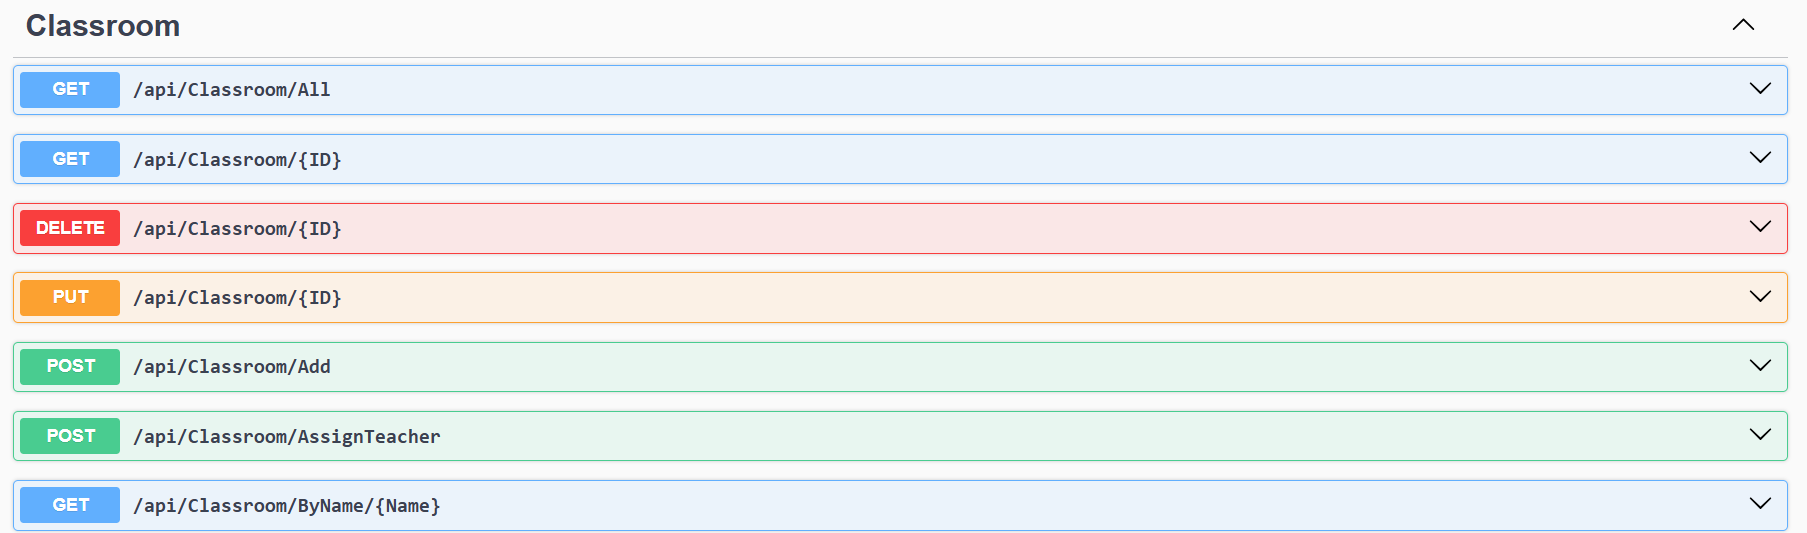 Classroom
GET /api/Classroom/All
GET /api/Classroom/{ID}
DELETE /api/Classroom/{ID}
PUT /api/Classroom/{ID}
POST /api/Classroom/Add
POST /api/Classroom/AssignTeacher
GET /api/Classroom/ByName/{Name}